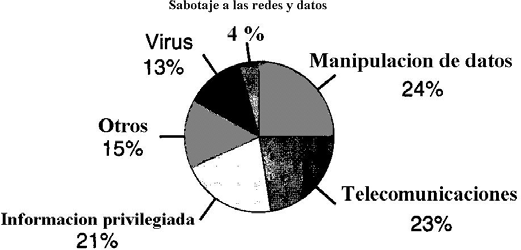 Sabotaje a las redes y datos
4 %
Virus
13%
Manipulacion de datos
24%
Otros
15%
Telecomunicaciones
23%
Informacion privilegiada
21%